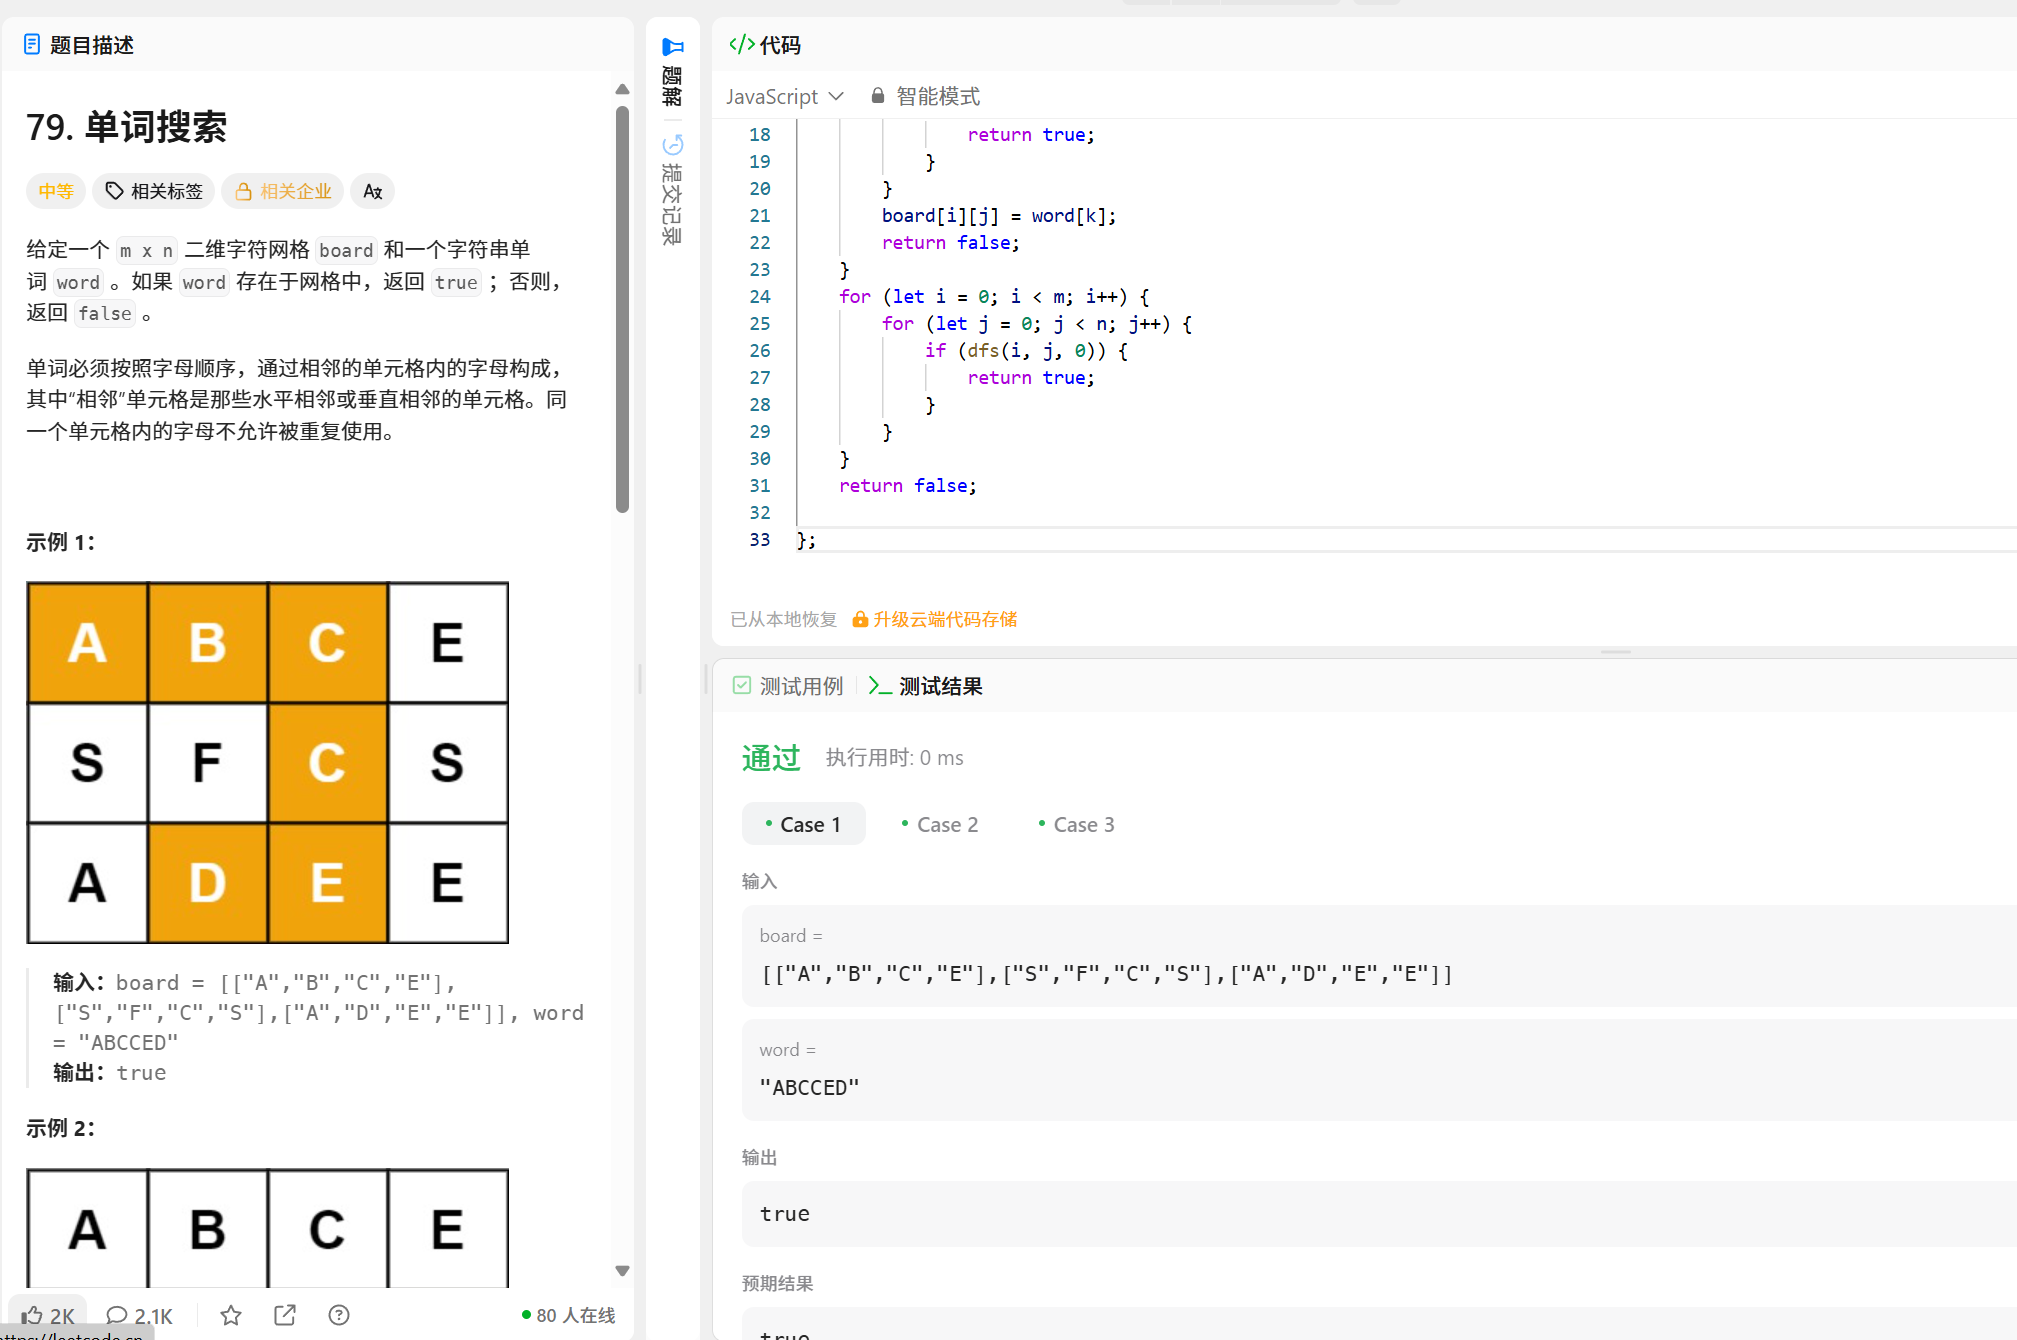 题目描述
79. 单词搜索
中等 相关标签 相关企业
给定一个 m x n 二维字符网格 board 和一个字符串单
词 word 。如果 word 存在于网格中，返回 true ；否则，
返回 false 。
单词必须按照字母顺序，通过相邻的单元格内的字母构成，
其中“相邻”单元格是那些水平相邻或垂直相邻的单元格。同
一个单元格内的字母不允许被重复使用。
示例 1：
A B C E
S F C S
A D E E
输入：board = [["A","B","C","E"],
["S","F","C","S"],["A","D","E","E"]], word
= "ABCCED"
输出：true
示例 2：
A B C E
2K 2.1K 80 人在线
https://leetcode.cn
题解
提交记录
</> 代码
JavaScript 智能模式
18 return true;
19 }
20 }
21 board[i][j] = word[k];
22 return false;
23 }
24 for (let i = 0; i < m; i++) {
25 for (let j = 0; j < n; j++) {
26 if (dfs(i, j, 0)) {
27 return true;
28 }
29 }
30 }
31 return false;
32
33 };
已从本地恢复 升级云端代码存储
测试用例 >_ 测试结果
通过 执行用时: 0 ms
• Case 1 • Case 2 • Case 3
输入
board =
[["A","B","C","E"],["S","F","C","S"],["A","D","E","E"]]
word =
"ABCCED"
输出
true
预期结果
true